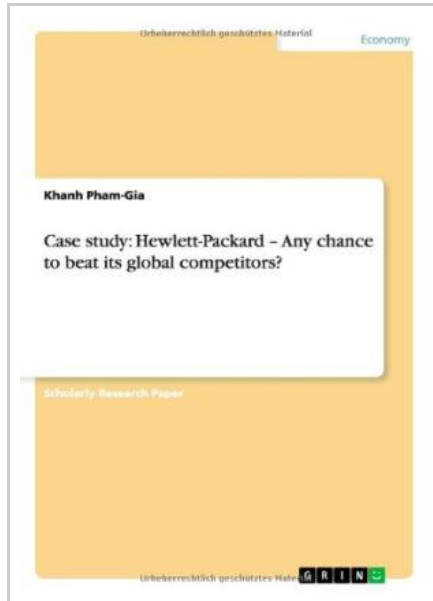 Urheberrechtlich geschütztes Material
Economy
Khanh Pham-Gia
Case study: Hewlett-Packard – Any chance
to beat its global competitors?
Scholarly Research Paper
Urheberrechtlich geschütztes Mater
GRIN